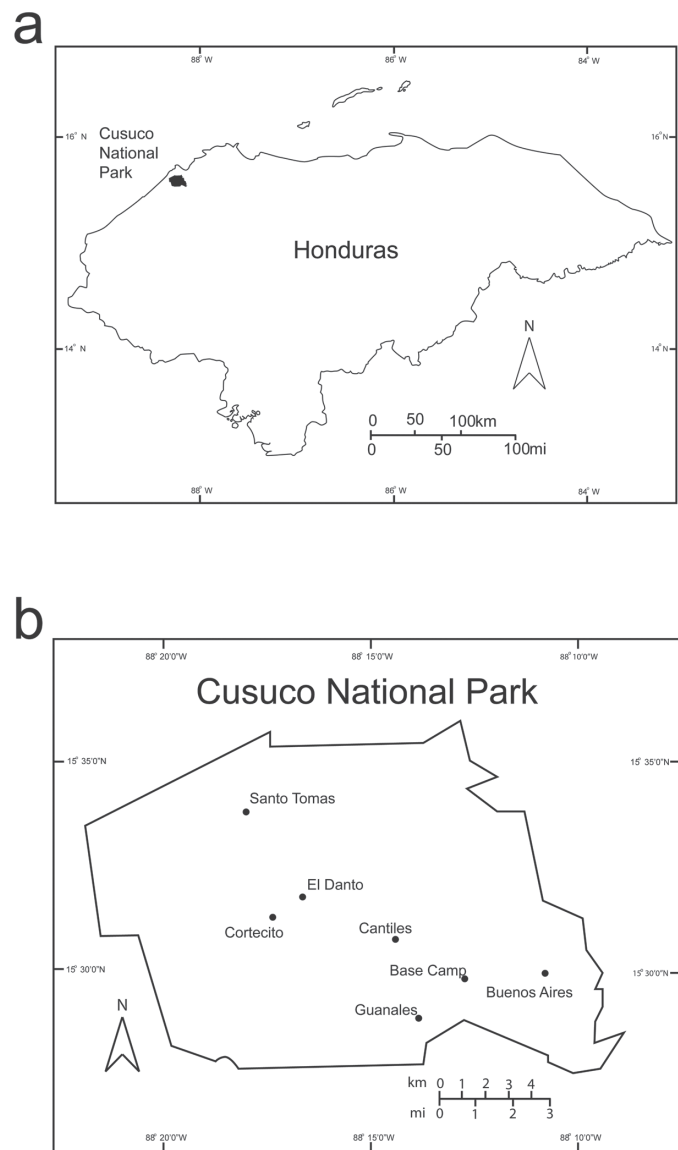 a
88° W 86° W 84° W
16° N 16° N
Cusuco
National
Park
Honduras
N
14° N 14° N
0 50 100km
0 50 100mi
88° W 86° W 84° W
b
88° 20'0"W 88° 15'0"W 88° 10'0"W
Cusuco National Park
15° 35'0"N 15° 35'0"N
Santo Tomas
El Danto
Cortecito
Cantiles
Base Camp
15° 30'0"N 15° 30'0"N
Buenos Aires
Guanales
N
km 0 1 2 3 4
mi 0 1 2 3
88° 20'0"W 88° 15'0"W 88° 10'0"W